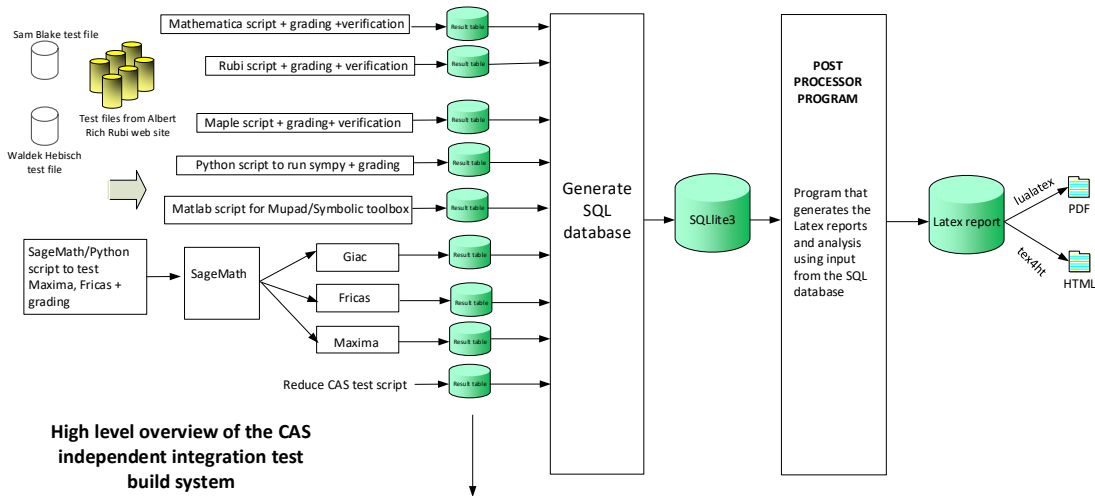 Sam Blake test file
Test files from Albert
Rich Rubi web site
Waldek Hebisch
test file
Mathematica script + grading +verification
Result table
Rubi script + grading + verification
Result table
Maple script + grading+ verification
Result table
Python script to run sympy + grading
Result table
Matlab script for Mupad/Symbolic toolbox
Result table
SageMath/Python
script to test
Maxima, Fricas +
grading
SageMath
Giac
Result table
Fricas
Result table
Maxima
Result table
Reduce CAS test script
Result table
High level overview of the CAS
independent integration test
build system
Generate
SQL
database
SQLlite3
POST
PROCESSOR
PROGRAM
Program that
generates the
Latex reports
and analysis
using input
from the SQL
database
Latex report
lualatex
PDF
tex4ht
HTML